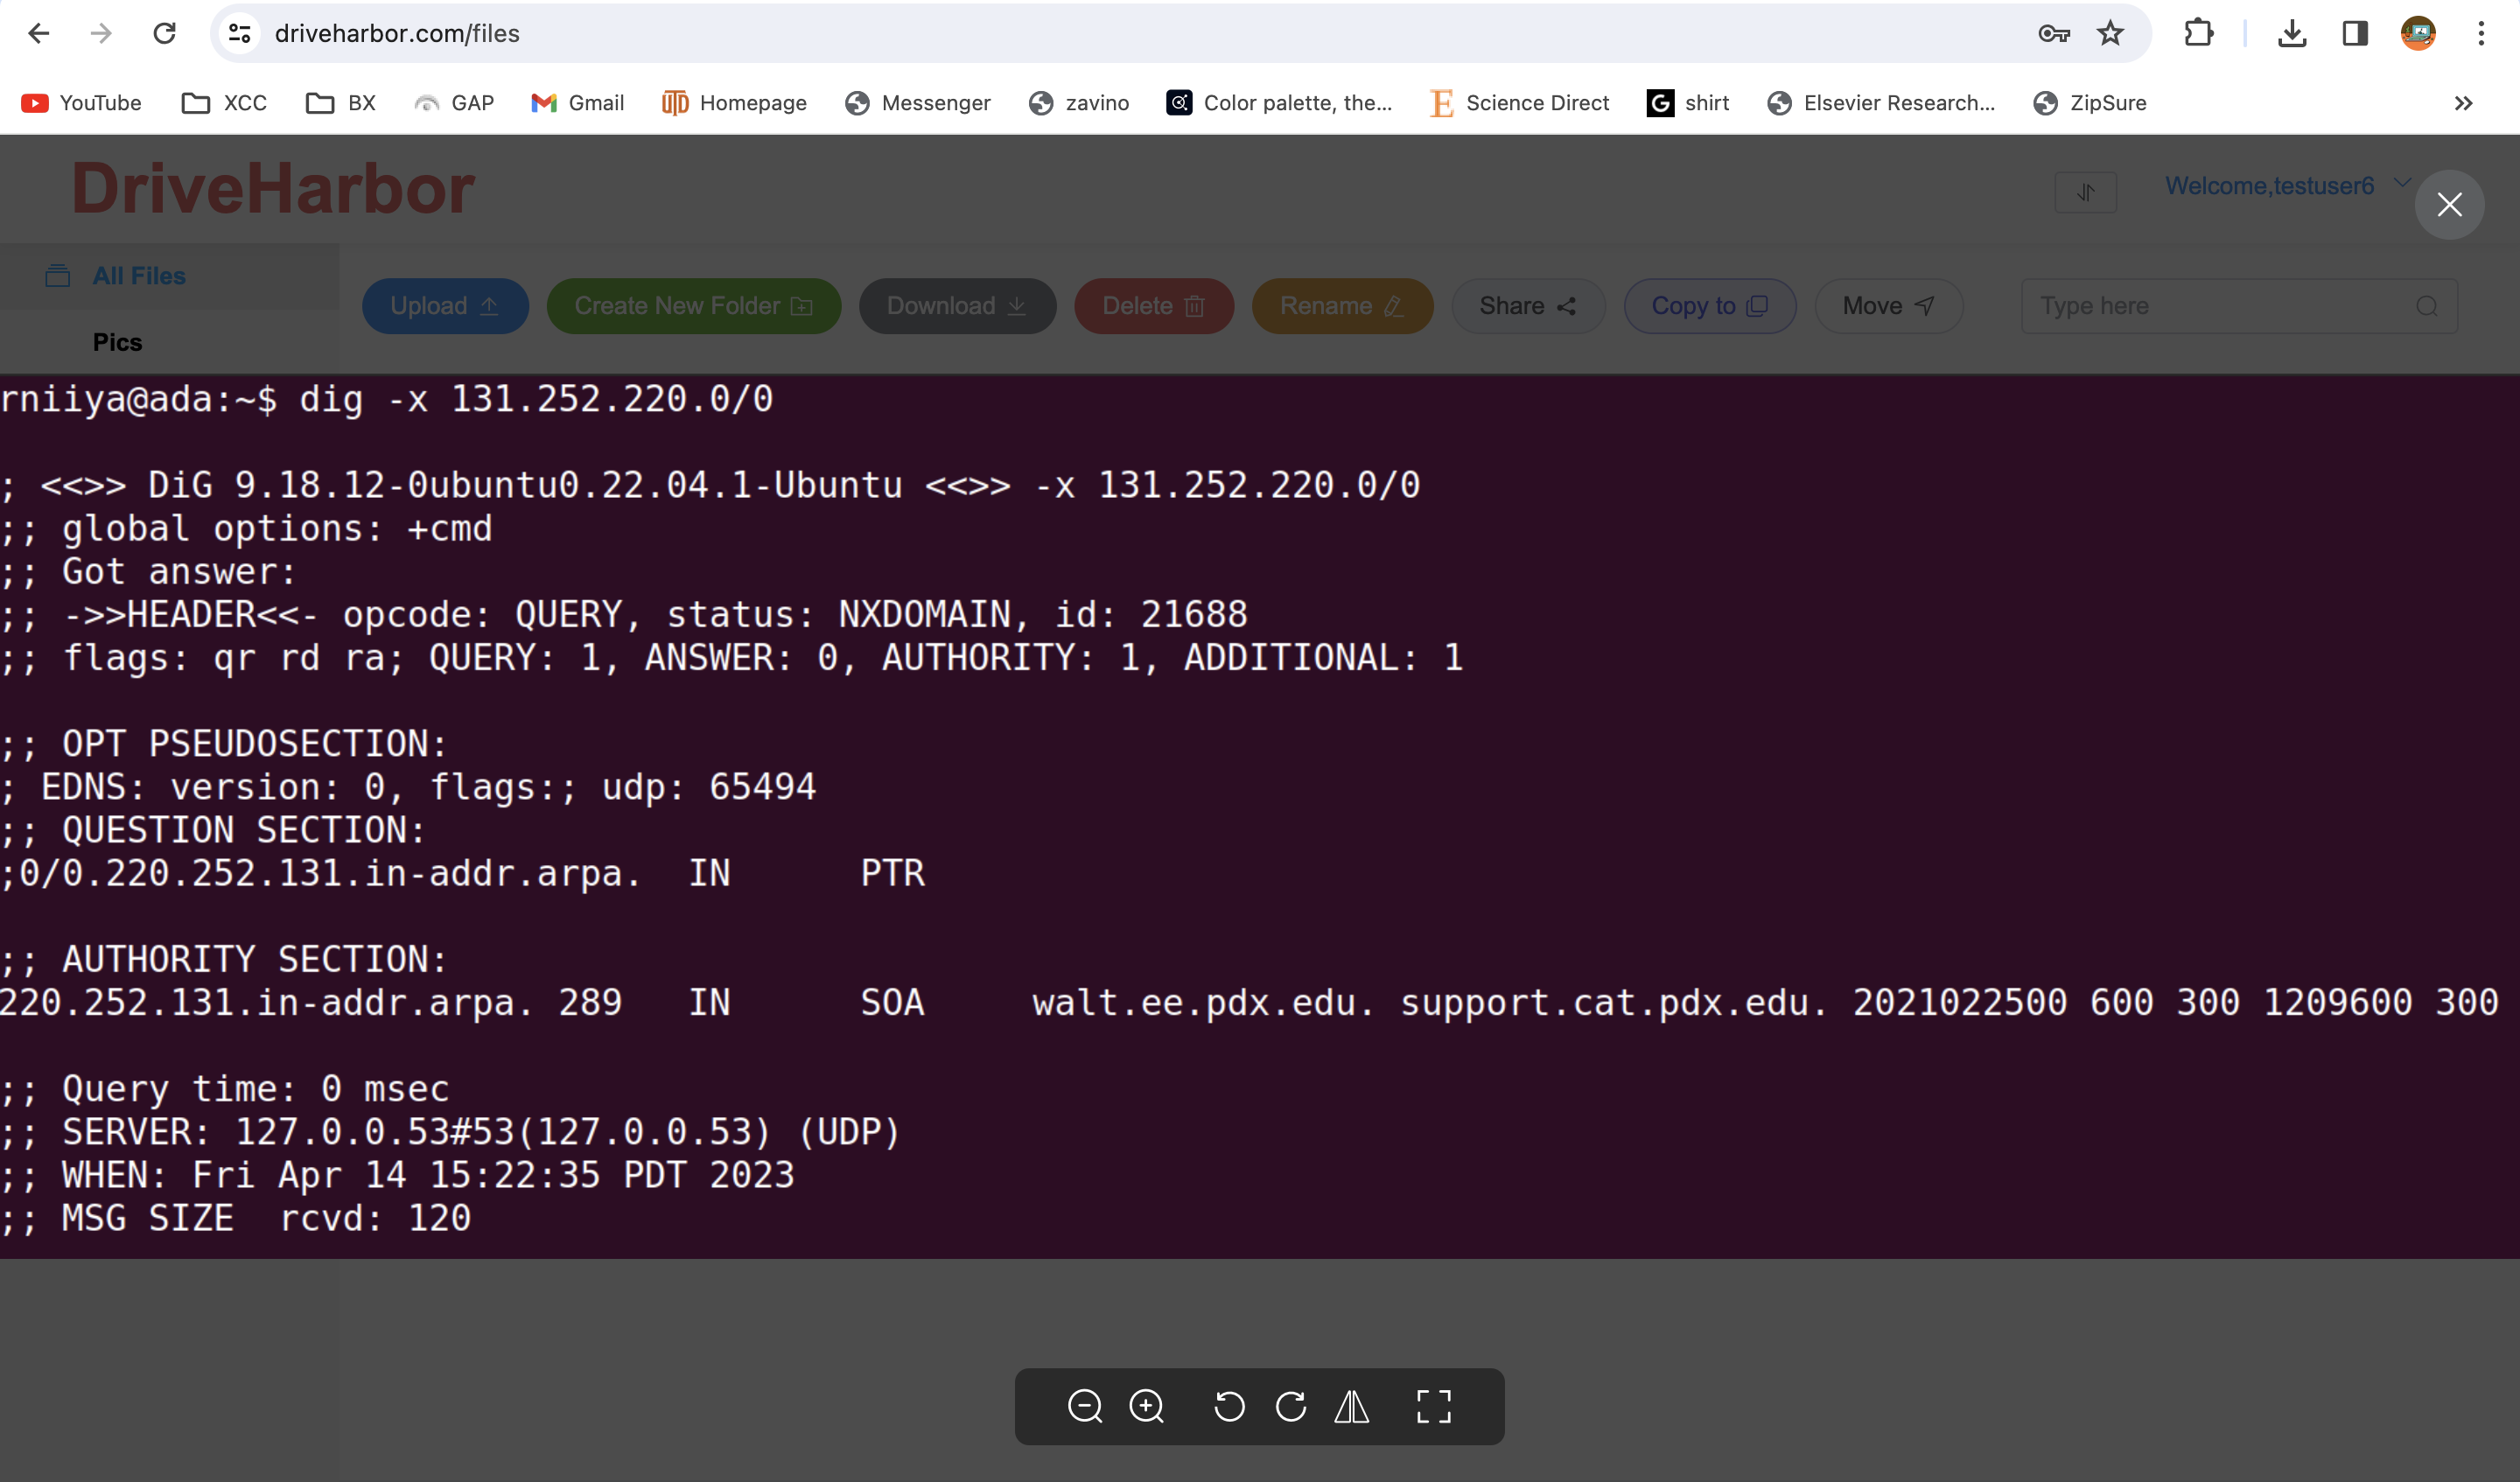 driveharbor.com/files
YouTube XCC BX GAP Gmail Homepage Messenger zavino Color palette, the... Science Direct shirt Elsevier Research... ZipSure
DriveHarbor
Welcome,testuser6
All Files
Upload Create New Folder Download Delete Rename Share Copy to Move Type here
Pics
rniiya@ada:~$ dig -x 131.252.220.0/0
; <<>> DiG 9.18.12-0ubuntu0.22.04.1-Ubuntu <<>> -x 131.252.220.0/0
;; global options: +cmd
;; Got answer:
;; ->>HEADER<<- opcode: QUERY, status: NXDOMAIN, id: 21688
;; flags: qr rd ra; QUERY: 1, ANSWER: 0, AUTHORITY: 1, ADDITIONAL: 1
;; OPT PSEUDOSECTION:
; EDNS: version: 0, flags:; udp: 65494
;; QUESTION SECTION:
;0/0.220.252.131.in-addr.arpa. IN PTR
;; AUTHORITY SECTION:
220.252.131.in-addr.arpa. 289 IN SOA walt.ee.pdx.edu. support.cat.pdx.edu. 2021022500 600 300 1209600 300
;; Query time: 0 msec
;; SERVER: 127.0.0.53#53(127.0.0.53) (UDP)
;; WHEN: Fri Apr 14 15:22:35 PDT 2023
;; MSG SIZE  rcvd: 120